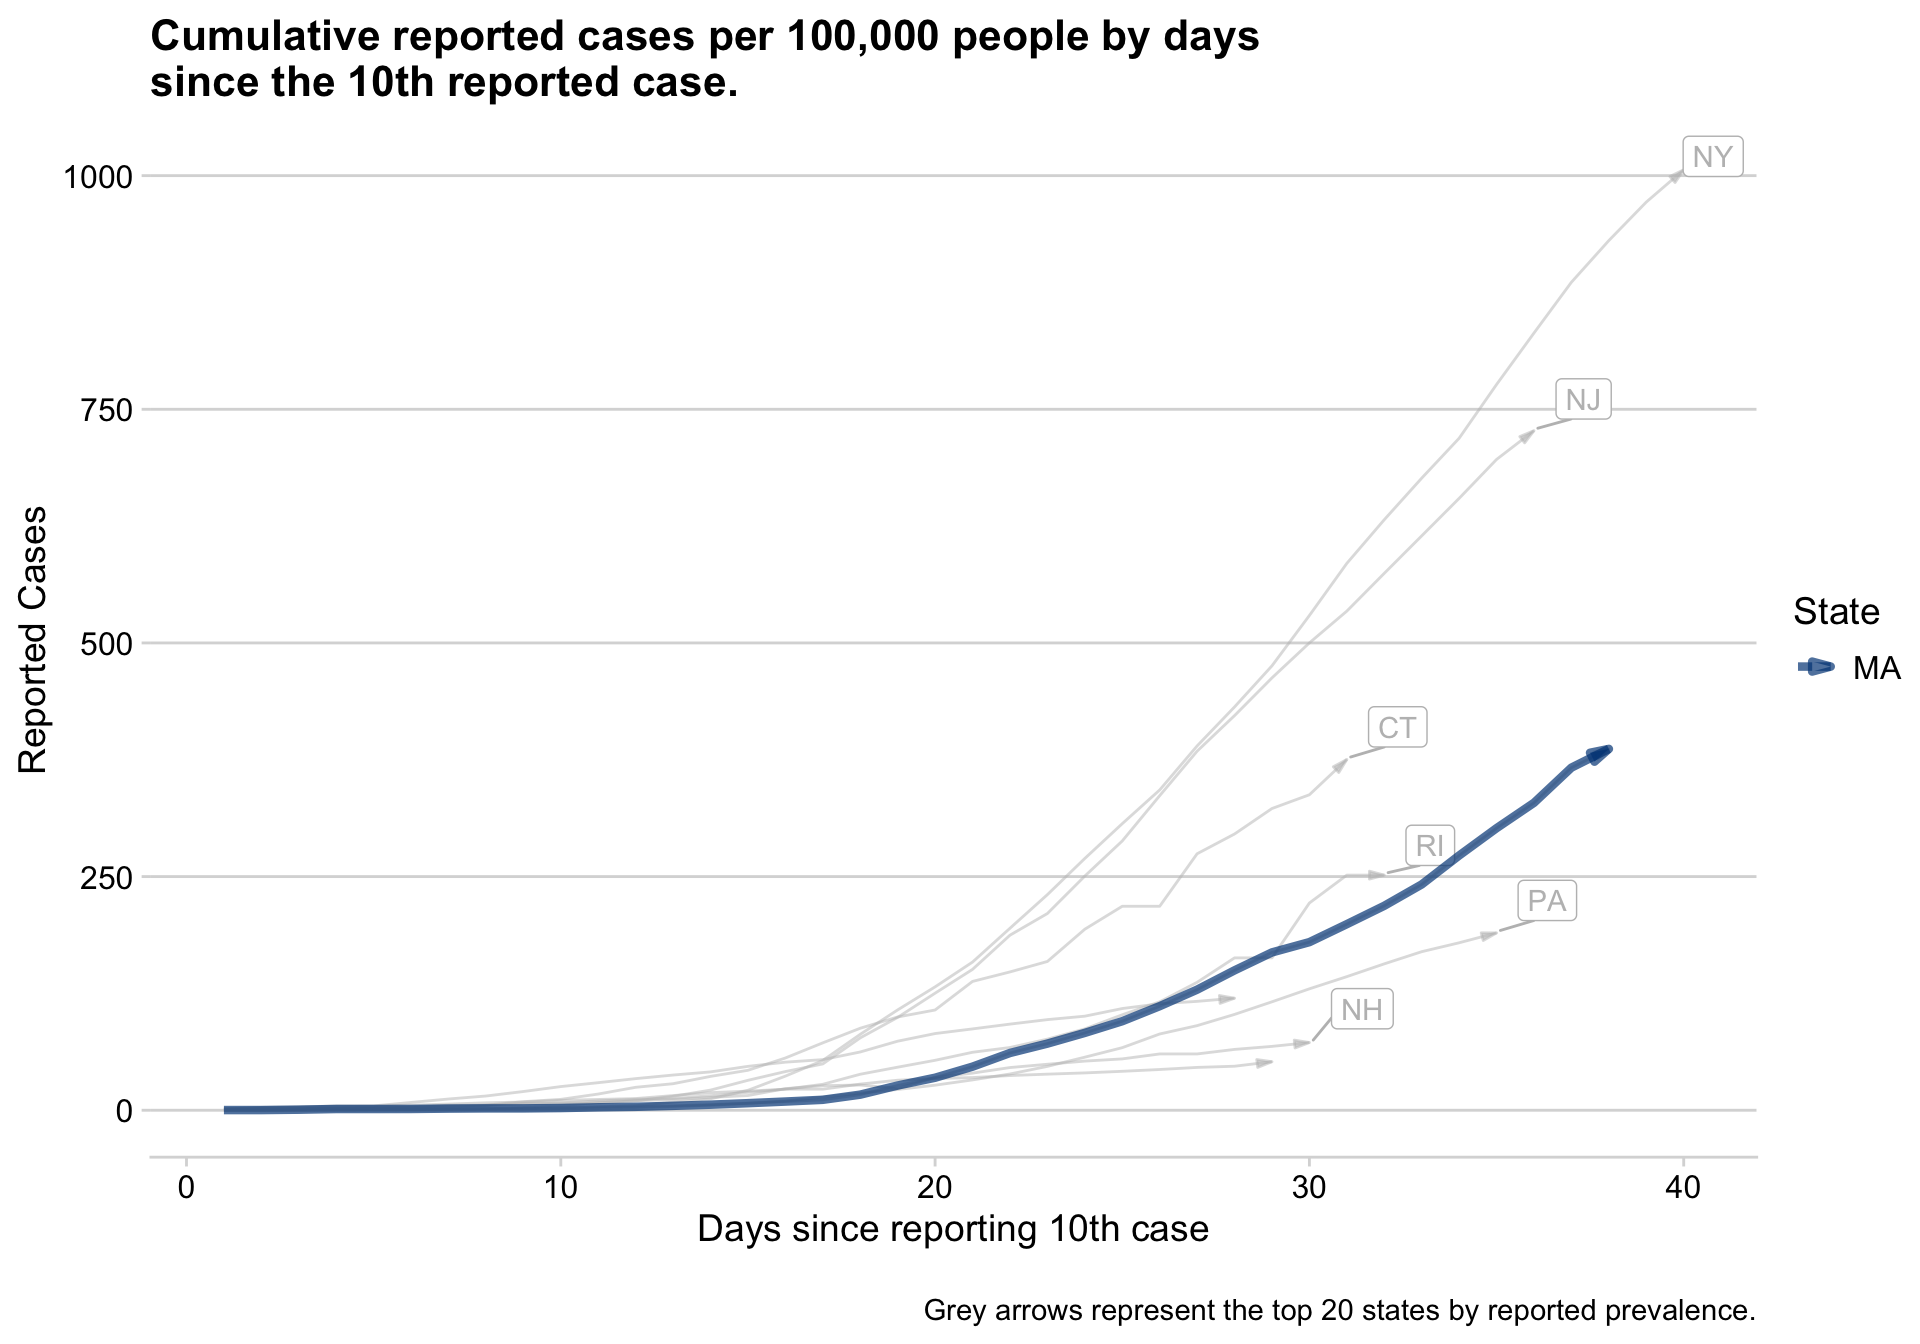 Cumulative reported cases per 100,000 people by days
since the 10th reported case.
1000
750
500
250
0
Reported Cases
NY
NJ
CT
RI
PA
NH
State
MA
0 10 20 30 40
Days since reporting 10th case
Grey arrows represent the top 20 states by reported prevalence.